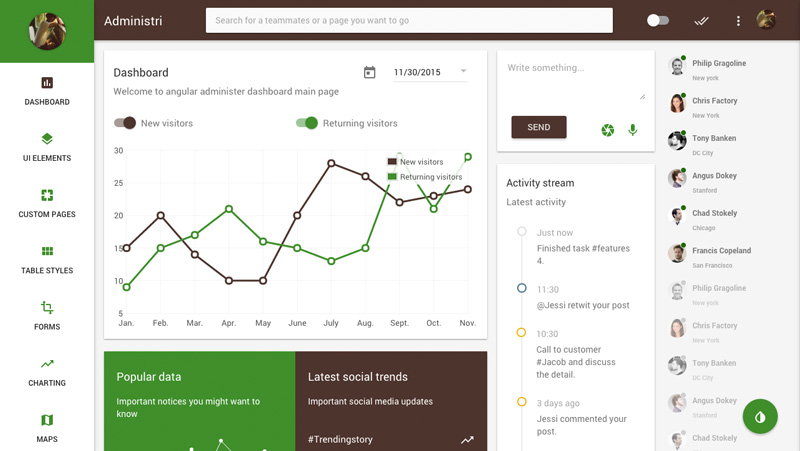 Administri
Search for a teammates or a page you want to go
DASHBOARD
UI ELEMENTS
CUSTOM PAGES
TABLE STYLES
FORMS
CHARTING
MAPS
Dashboard
11/30/2015
Welcome to angular administer dashboard main page
New visitors
Returning visitors
30
25
20
15
10
5
New visitors
Returning visitors
Jan.
Feb.
Mar.
Apr.
May
June
July
Aug.
Sept.
Oct.
Nov.
Popular data
Important notices you might want to
know
Latest social trends
Important social media updates
#Trendingstory
Write something...
SEND
Activity stream
Latest activity
Just now
Finished task #features
4.
11:30
@Jessi retwit your post
10:30
Call to customer
#Jacob and discuss
the detail.
3 days ago
Jessi commented your
post.
Philip Gragoline
New york
Chris Factory
New York
Tony Banken
DC City
Angus Dokey
Stanford
Chad Stokely
Chicago
Francis Copeland
San Francisco
Philip Gragoline
New york
Chris Factory
New York
Tony Banken
DC City
Angus Dokey
Stanford
Chad Stokely